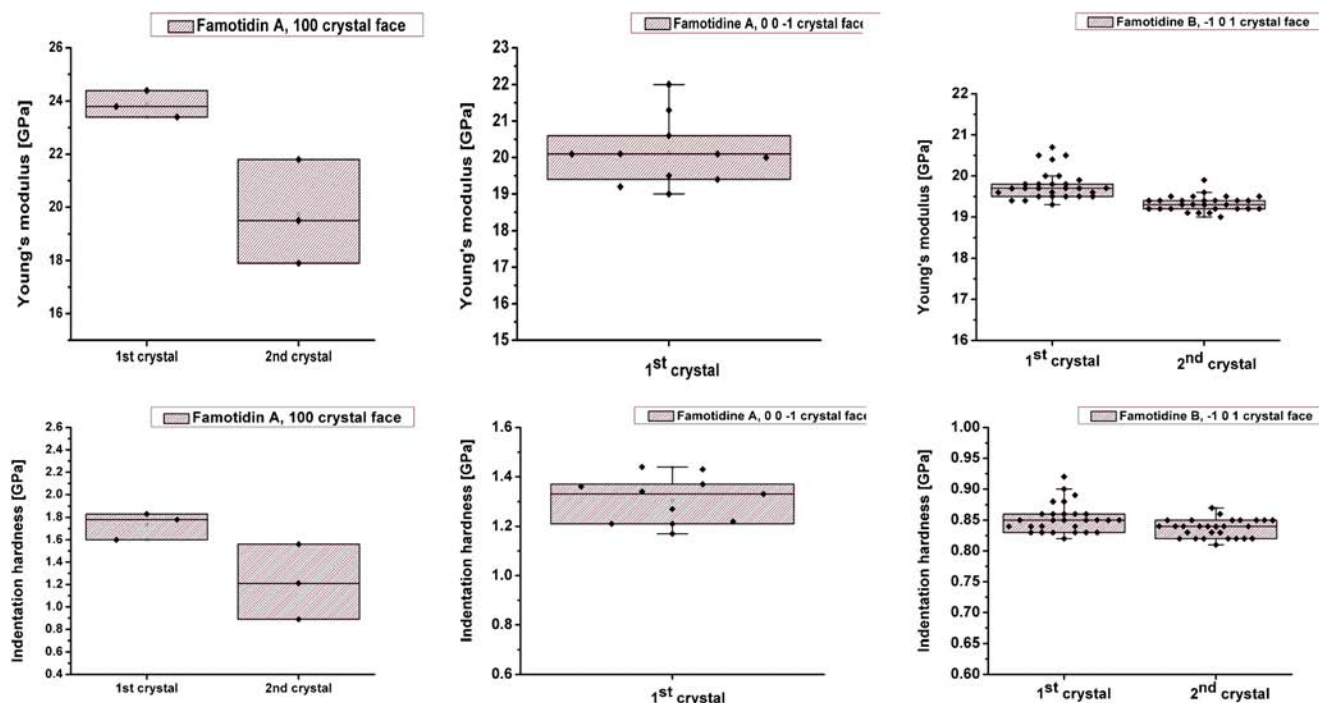 Famotidin A, 100 crystal face
26
24
22
20
18
16
Young's modulus [GPa]
1st crystal 2nd crystal
Famotidine A, 0 0 -1 crystal face
23
22
21
20
19
18
17
16
15
Young's modulus [GPa]
1st crystal
Famotidine B, -1 0 1 crystal face
22
21
20
19
18
17
16
Young's modulus [GPa]
1st crystal 2nd crystal
Famotidin A, 100 crystal face
2.6
2.4
2.2
2.0
1.8
1.6
1.4
1.2
1.0
0.8
0.6
0.4
Indentation hardness [GPa]
1st crystal 2nd crystal
Famotidine A, 0 0 -1 crystal face
1.6
1.4
1.2
1.0
0.8
0.6
Indentation hardness [GPa]
1st crystal
Famotidine B, -1 0 1 crystal face
1.00
0.95
0.90
0.85
0.80
0.75
0.70
0.65
0.60
Indentation hardness [GPa]
1st crystal 2nd crystal